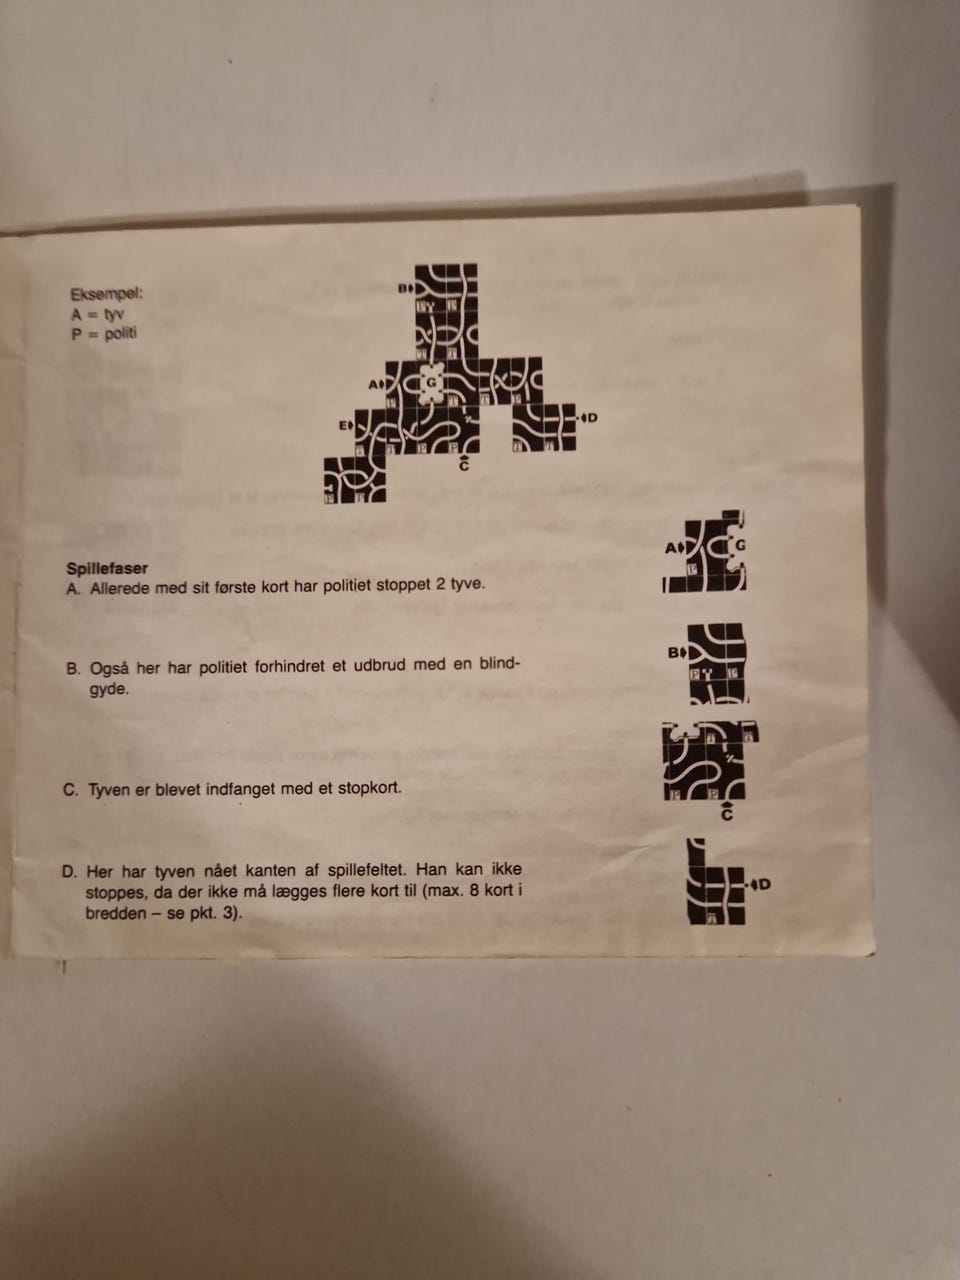 Eksempel:
A = tyv
P = politi
B
A
G
E
D
C
Spillefaser
A. Allerede med sit første kort har politiet stoppet 2 tyve.
A
G
B. Også her har politiet forhindret et udbrud med en blind-
gyde.
B
C. Tyven er blevet indfanget med et stopkort.
C
D. Her har tyven nået kanten af spillefeltet. Han kan ikke
stoppes, da der ikke må lægges flere kort til (max. 8 kort i
bredden – se pkt. 3).
D